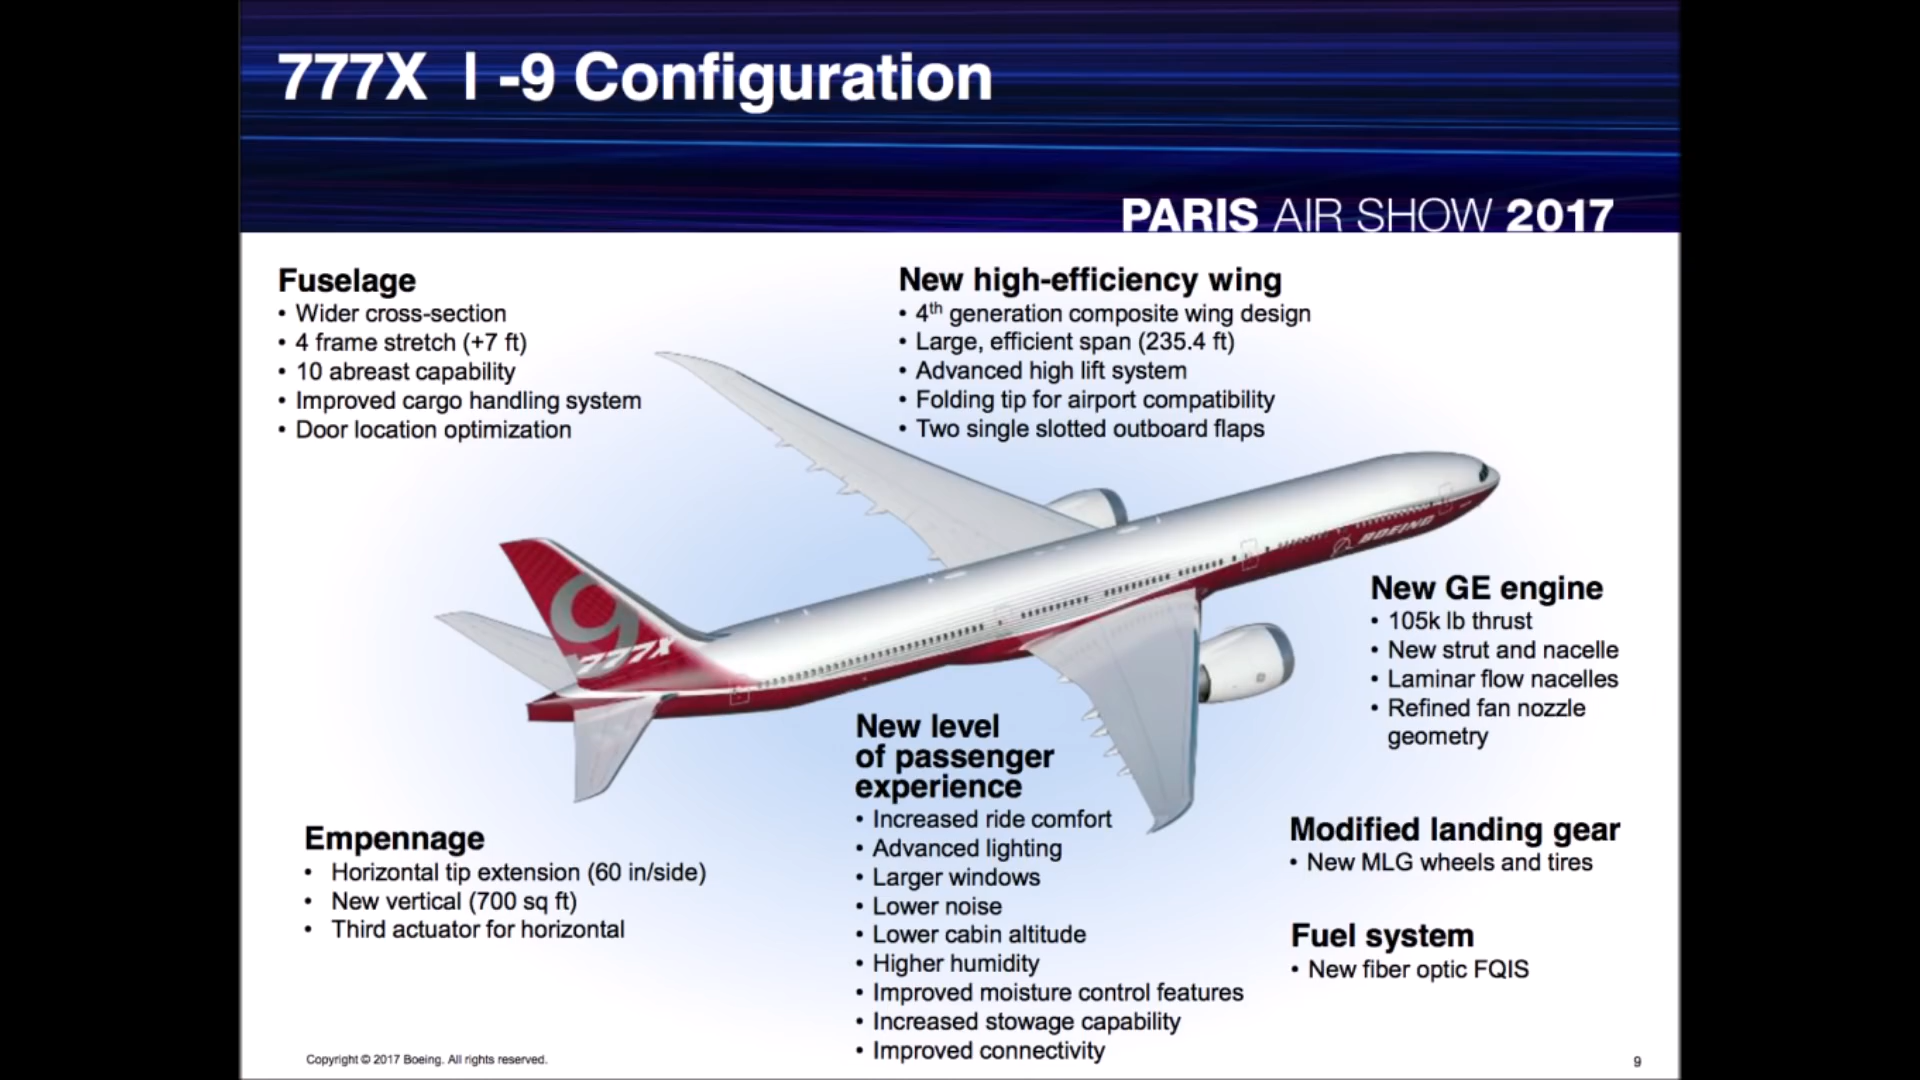 777X | -9 Configuration
PARIS AIR SHOW 2017
Fuselage
• Wider cross-section
• 4 frame stretch (+7 ft)
• 10 abreast capability
• Improved cargo handling system
• Door location optimization
New high-efficiency wing
• 4th generation composite wing design
• Large, efficient span (235.4 ft)
• Advanced high lift system
• Folding tip for airport compatibility
• Two single slotted outboard flaps
BOEING
9
777X
New GE engine
• 105k lb thrust
• New strut and nacelle
• Laminar flow nacelles
• Refined fan nozzle
geometry
New level
of passenger
experience
• Increased ride comfort
• Advanced lighting
• Larger windows
• Lower noise
• Lower cabin altitude
• Higher humidity
• Improved moisture control features
• Increased stowage capability
• Improved connectivity
Empennage
• Horizontal tip extension (60 in/side)
• New vertical (700 sq ft)
• Third actuator for horizontal
Modified landing gear
• New MLG wheels and tires
Fuel system
• New fiber optic FQIS
Copyright © 2017 Boeing. All rights reserved.
9